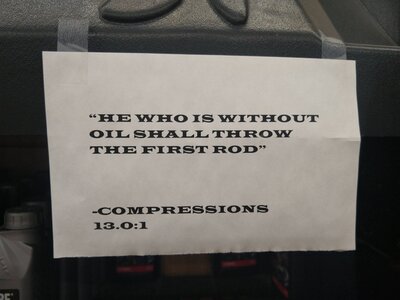 “HE WHO IS WITHOUT
OIL SHALL THROW
THE FIRST ROD”
-COMPRESSIONS
13.0:1